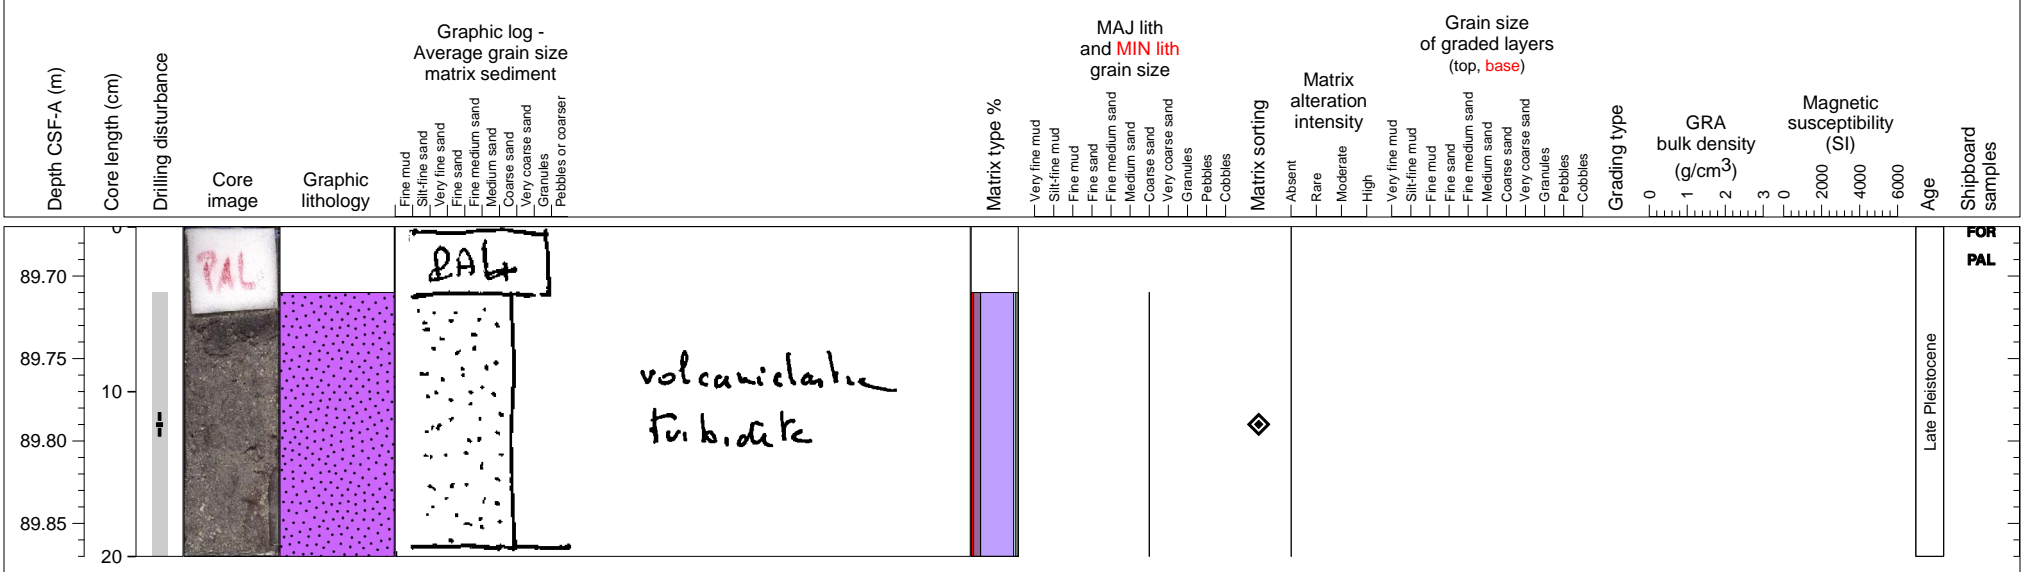 Depth CSF-A (m)
Core length (cm)
Drilling disturbance
Core
image
Graphic
lithology
Graphic log -
Average grain size
matrix sediment
Fine mud
Silt-fine sand
Very fine sand
Fine sand
Fine medium sand
Medium sand
Coarse sand
Very coarse sand
Granules
Pebbles or coarser
Matrix type %
MAJ lith
and MIN lith
grain size
Very fine mud
Silt-fine mud
Fine mud
Fine sand
Fine medium sand
Medium sand
Coarse sand
Very coarse sand
Granules
Pebbles
Cobbles
Matrix sorting
Matrix
alteration
intensity
Absent
Rare
Moderate
High
Grain size
of graded layers
(top, base)
Very fine mud
Silt-fine mud
Fine mud
Fine sand
Fine medium sand
Medium sand
Coarse sand
Very coarse sand
Granules
Pebbles
Cobbles
Grading type
GRA
bulk density
(g/cm3)
0 1 2 3
Magnetic
susceptibility
(SI)
0 2000 4000 6000
Age
Shipboard
samples
0
PAL
PAL
FOR
PAL
89.70
89.75
10
89.80
89.85
20
volcaniclastic
turbidite
Late Pleistocene